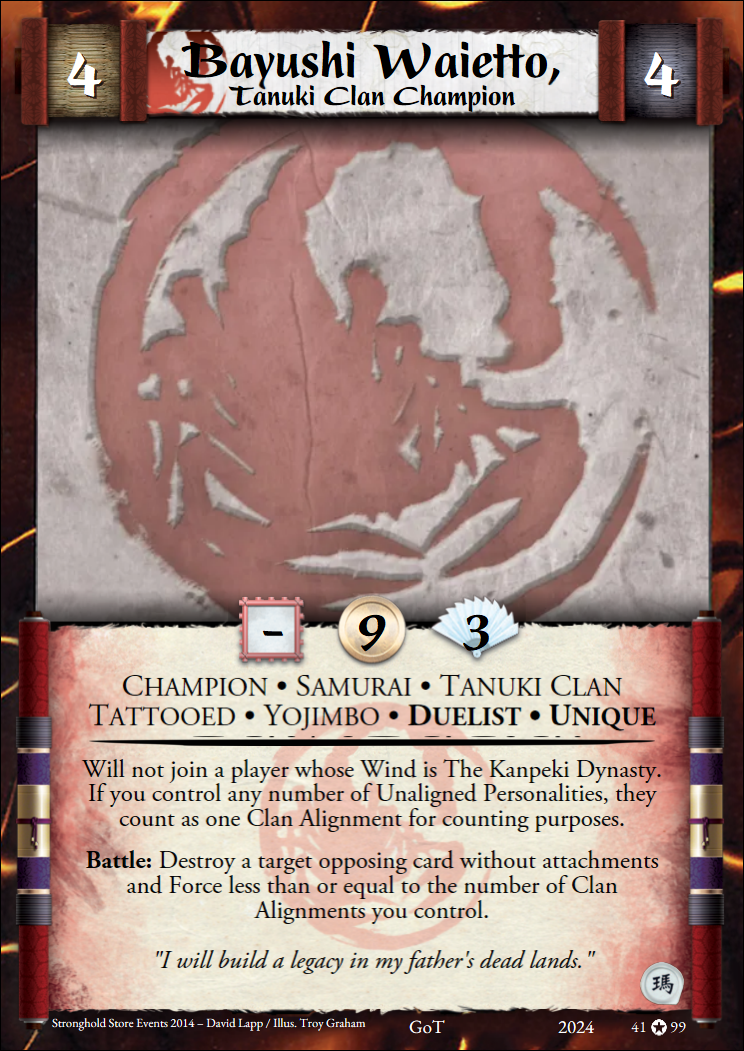 4
Bayushi Waietto,
4
Tanuki Clan Champion
-
9
3
CHAMPION • SAMURAI • TANUKI CLAN
TATTOOED • YOJIMBO • DUELIST • UNIQUE
Will not join a player whose Wind is The Kanpeki Dynasty.
If you control any number of Unaligned Personalities, they
count as one Clan Alignment for counting purposes.
Battle: Destroy a target opposing card without attachments
and Force less than or equal to the number of Clan
Alignments you control.
"I will build a legacy in my father's dead lands."
瑪
Stronghold Store Events 2014 – David Lapp / Illus. Troy Graham
GoT
2024
41 ✪ 99